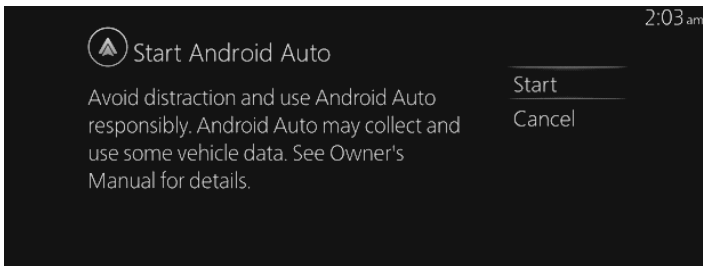 2:03 am
Start Android Auto
Avoid distraction and use Android Auto
responsibly. Android Auto may collect and
use some vehicle data. See Owner's
Manual for details.
Start
Cancel